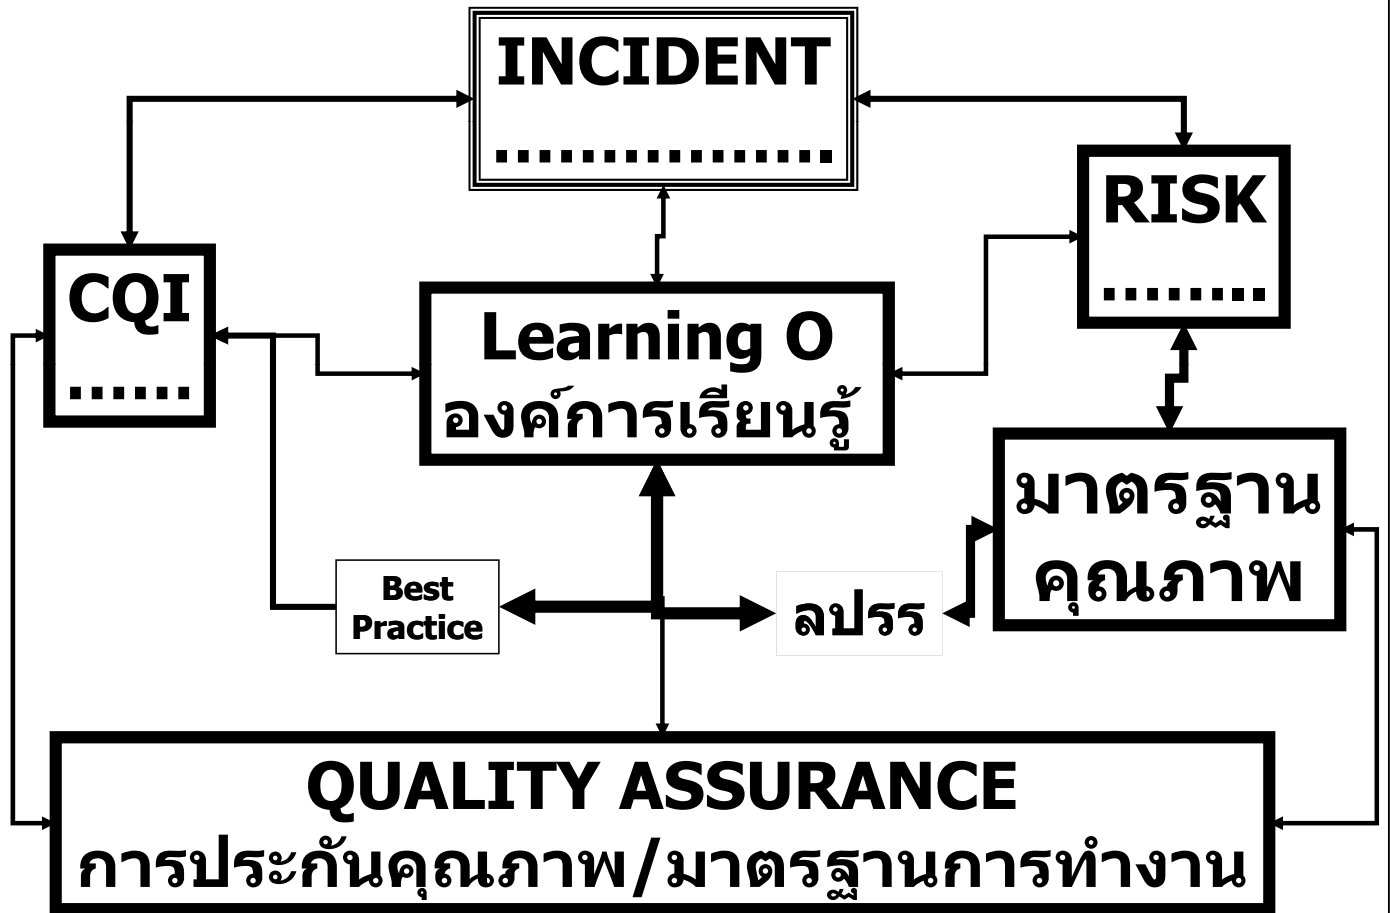 INCIDENT
................
RISK
........
CQI
......
Learning O
องค์การเรียนรู้
มาตรฐาน
คุณภาพ
Best
Practice
ลปรร
QUALITY ASSURANCE
การประกันคุณภาพ/มาตรฐานการทำงาน